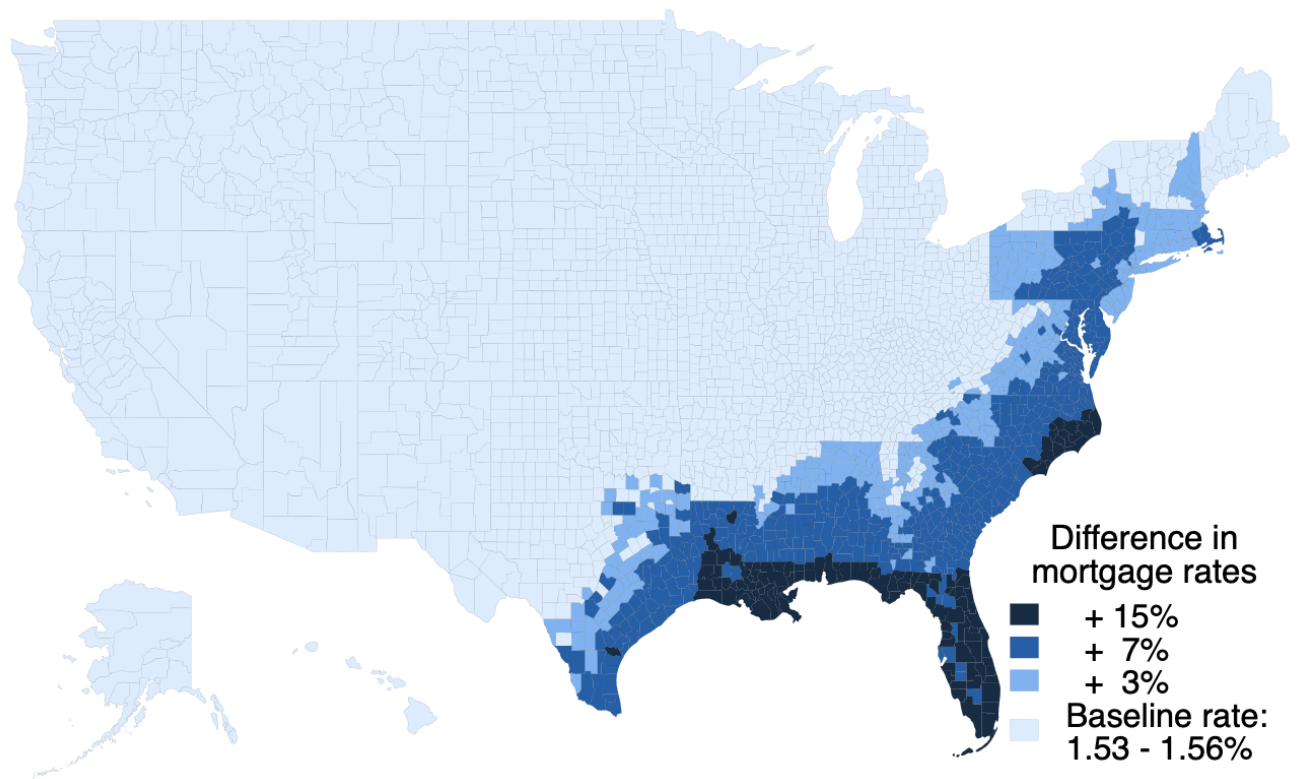 Difference in
mortgage rates
+ 15%
+ 7%
+ 3%
Baseline rate:
1.53 - 1.56%